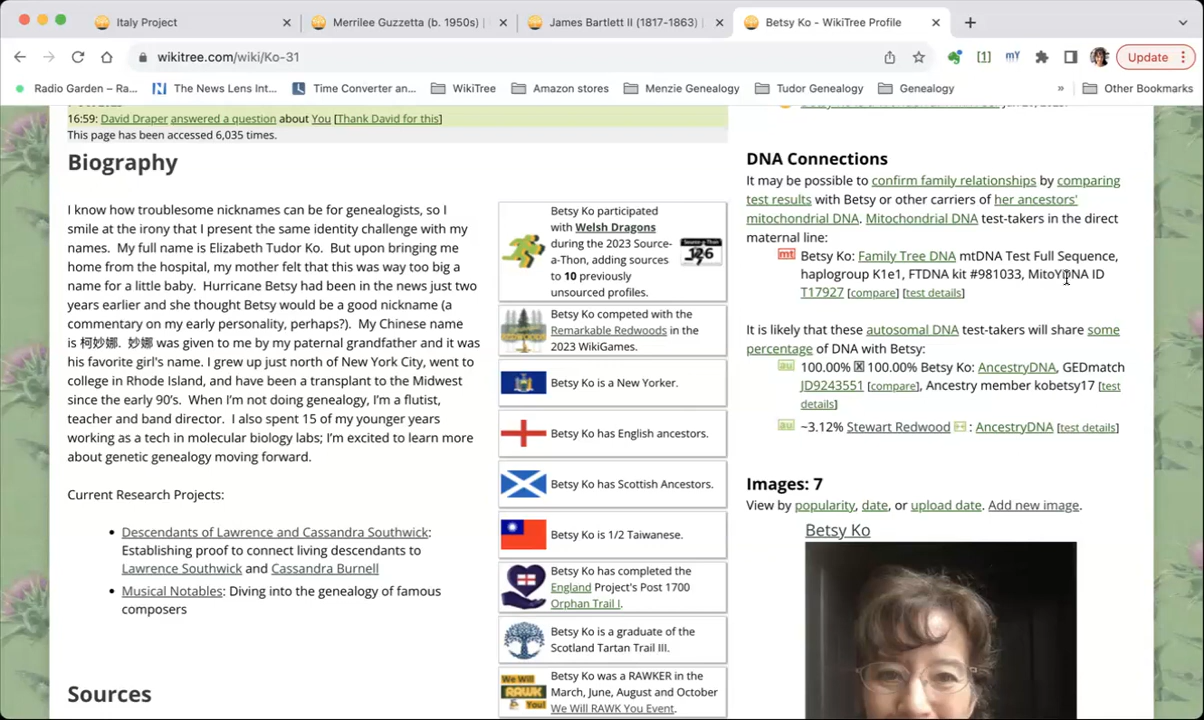 Italy Project
Merrilee Guzzetta (b. 1950s) |
James Bartlett II (1817-1863) |
Betsy Ko - WikiTree Profile
wikitree.com/wiki/Ko-31
Update
Radio Garden – Ra...
The News Lens Int...
Time Converter an...
WikiTree
Amazon stores
Menzie Genealogy
Tudor Genealogy
Genealogy
»
Other Bookmarks
16:59: David Draper answered a question about You [Thank David for this]
This page has been accessed 6,035 times.
Biography
I know how troublesome nicknames can be for genealogists, so I
smile at the irony that I present the same identity challenge with my
names. My full name is Elizabeth Tudor Ko. But upon bringing me
home from the hospital, my mother felt that this was way too big a
name for a little baby. Hurricane Betsy had been in the news just two
years earlier and she thought Betsy would be a good nickname (a
commentary on my early personality, perhaps?). My Chinese name
is 柯妙娜. 妙娜 was given to me by my paternal grandfather and it was
his favorite girl's name. I grew up just north of New York City, went to
college in Rhode Island, and have been a transplant to the Midwest
since the early 90's. When I'm not doing genealogy, I'm a flutist,
teacher and band director. I also spent 15 of my younger years
working as a tech in molecular biology labs; I'm excited to learn more
about genetic genealogy moving forward.
Current Research Projects:
• Descendants of Lawrence and Cassandra Southwick:
Establishing proof to connect living descendants to
Lawrence Southwick and Cassandra Burnell
• Musical Notables: Diving into the genealogy of famous
composers
Sources
Betsy Ko participated
with Welsh Dragons
during the 2023 Source-
a-Thon, adding sources
to 10 previously
unsourced profiles.
Source-a-Thon
126
Betsy Ko competed with the
Remarkable Redwoods in the
2023 WikiGames.
Betsy Ko is a New Yorker.
Betsy Ko has English ancestors.
Betsy Ko has Scottish Ancestors.
Betsy Ko is 1/2 Taiwanese.
Betsy Ko has completed the
England Project's Post 1700
Orphan Trail I.
Betsy Ko is a graduate of the
Scotland Tartan Trail III.
We Will
RAWK
You!
Betsy Ko was a RAWKER in the
March, June, August and October
We Will RAWK You Event.
DNA Connections
It may be possible to confirm family relationships by comparing
test results with Betsy or other carriers of her ancestors'
mitochondrial DNA. Mitochondrial DNA test-takers in the direct
maternal line:
mt Betsy Ko: Family Tree DNA mtDNA Test Full Sequence,
haplogroup K1e1, FTDNA kit #981033, MitoYDNA ID
T17927 [compare] [test details]
It is likely that these autosomal DNA test-takers will share some
percentage of DNA with Betsy:
au 100.00% 100.00% Betsy Ko: AncestryDNA, GEDmatch
JD9243551 [compare], Ancestry member kobetsy17 [test
details]
au ~3.12% Stewart Redwood : AncestryDNA [test details]
Images: 7
View by popularity, date, or upload date. Add new image.
Betsy Ko